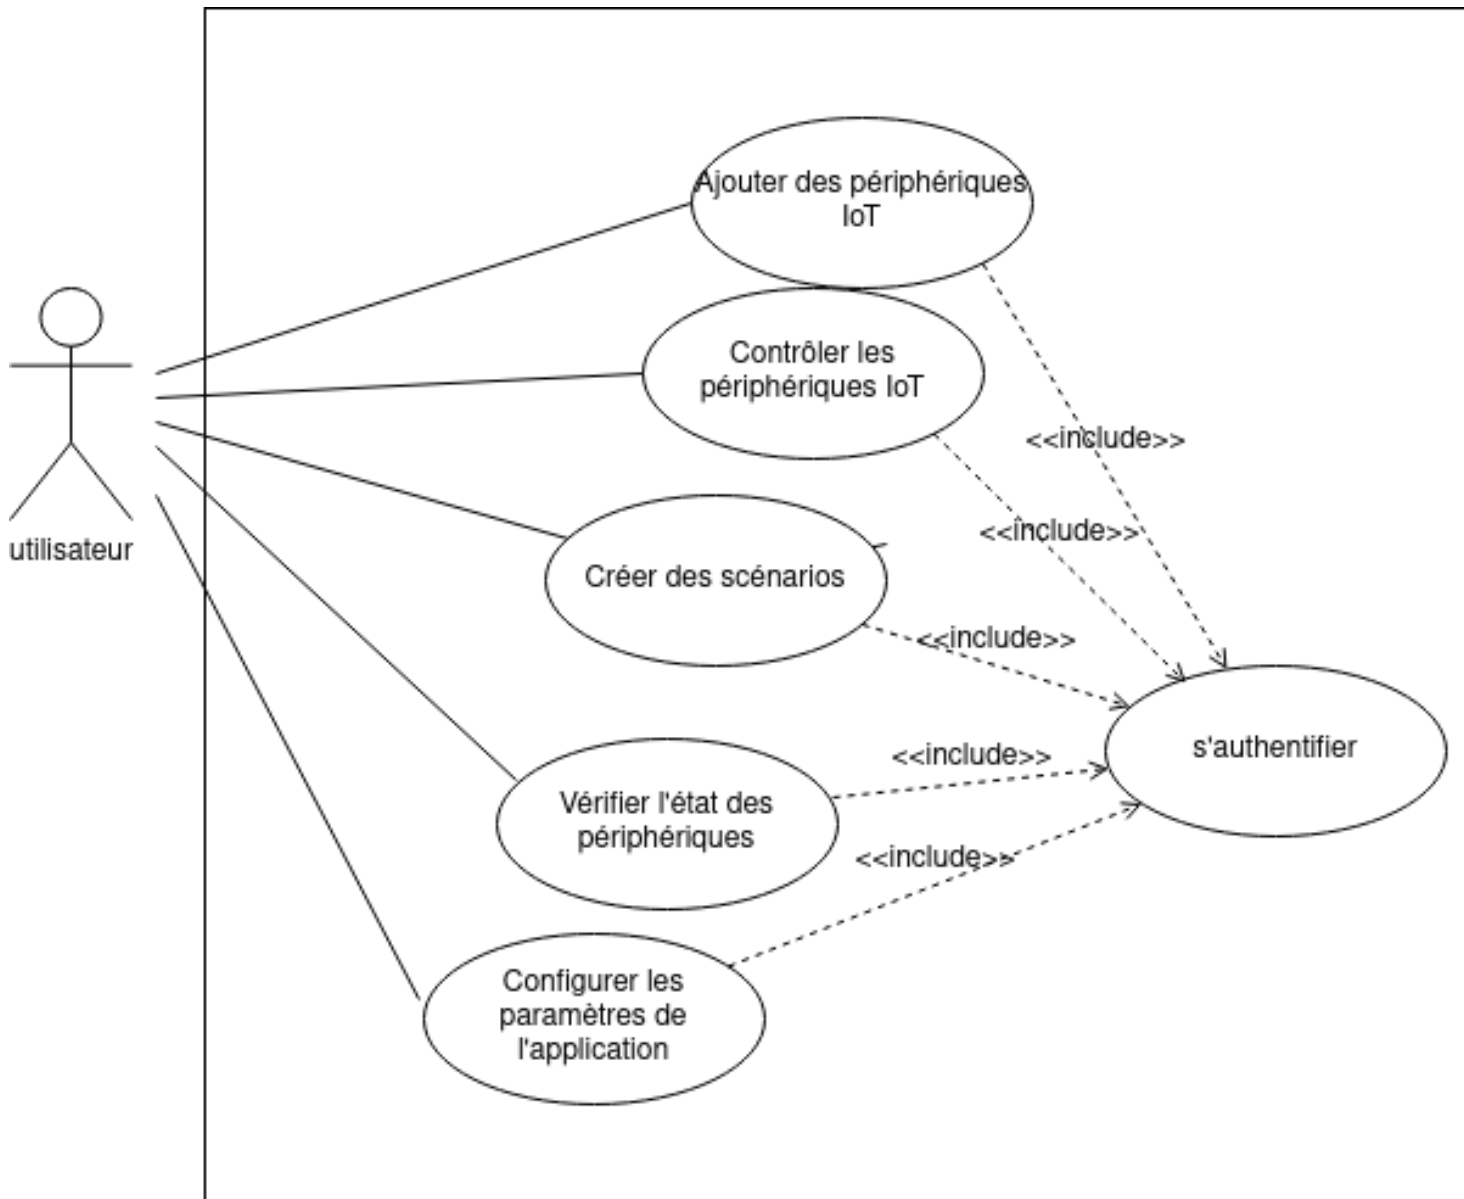 Ajouter des périphériques
IoT
Contrôler les
périphériques IoT
<<include>>
<<include>>
utilisateur
Créer des scénarios
<<include>>
s'authentifier
<<include>>
Vérifier l'état des
périphériques
<<include>>
Configurer les
paramètres de
l'application